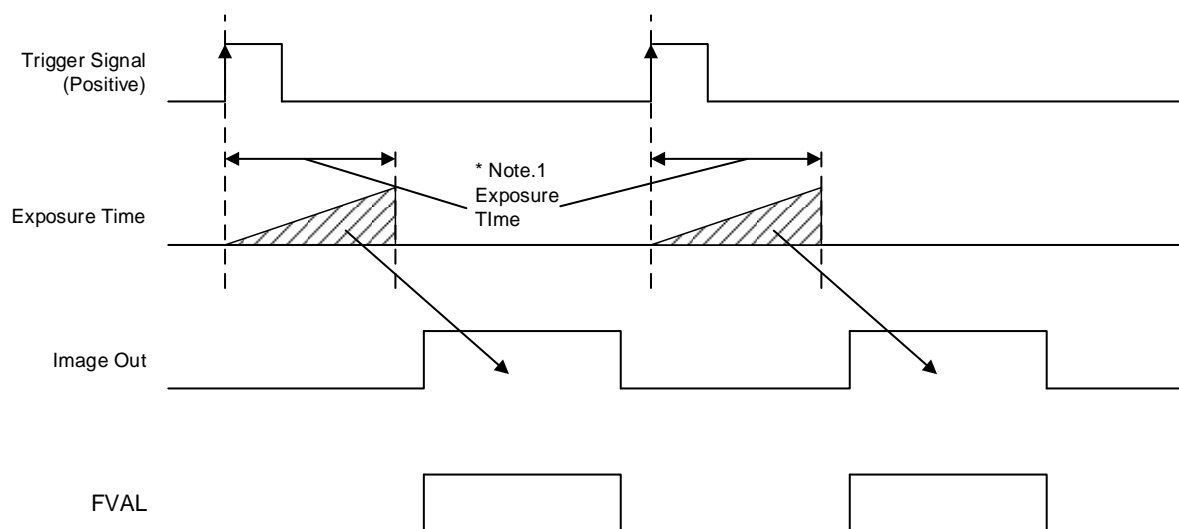 Trigger Signal
(Positive)
* Note.1
Exposure
TIme
Exposure Time
Image Out
FVAL